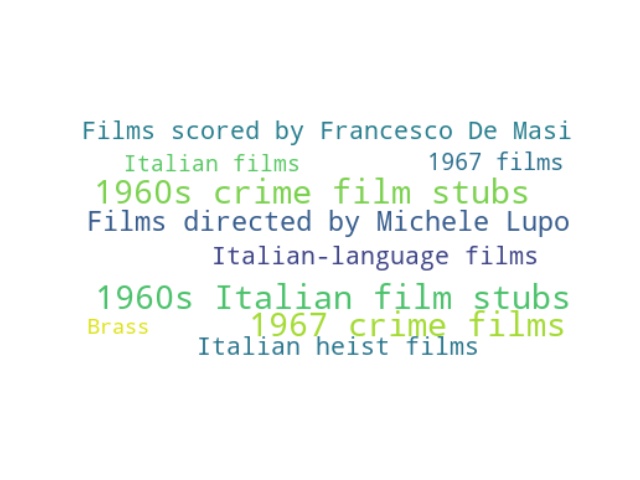 Films scored by Francesco De Masi
Italian films
1967 films
1960s crime film stubs
Films directed by Michele Lupo
Italian-language films
1960s Italian film stubs
Brass
1967 crime films
Italian heist films